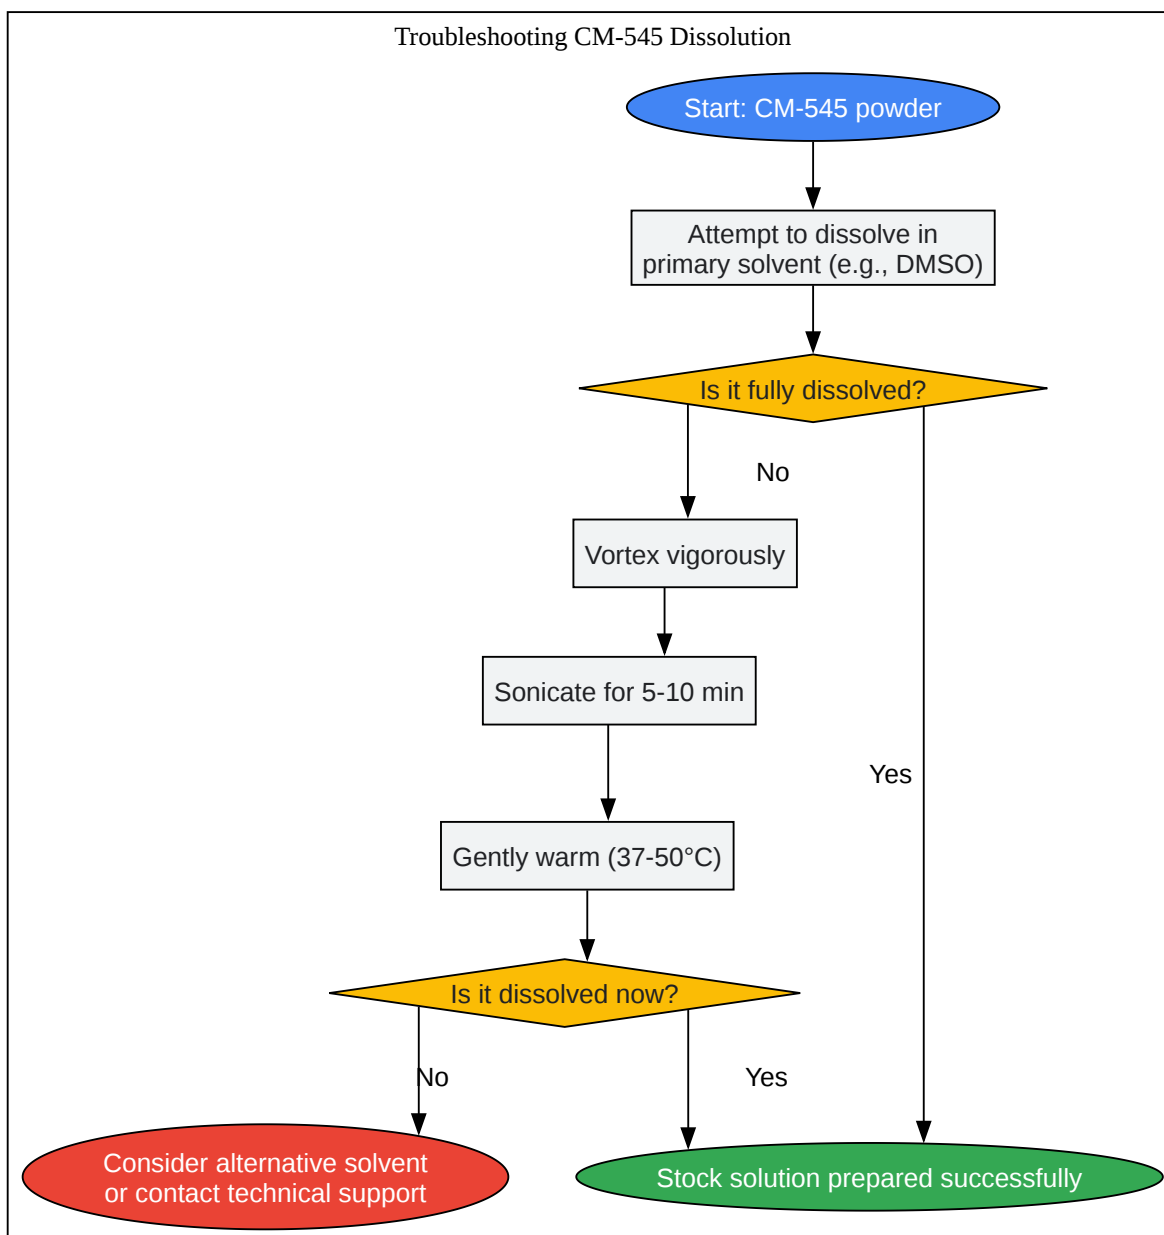 Troubleshooting CM-545 Dissolution
Start: CM-545 powder
Attempt to dissolve in
primary solvent (e.g., DMSO)
Is it fully dissolved?
No
Vortex vigorously
Sonicate for 5-10 min
Yes
Gently warm (37-50°C)
Is it dissolved now?
No
Yes
Consider alternative solvent
or contact technical support
Stock solution prepared successfully